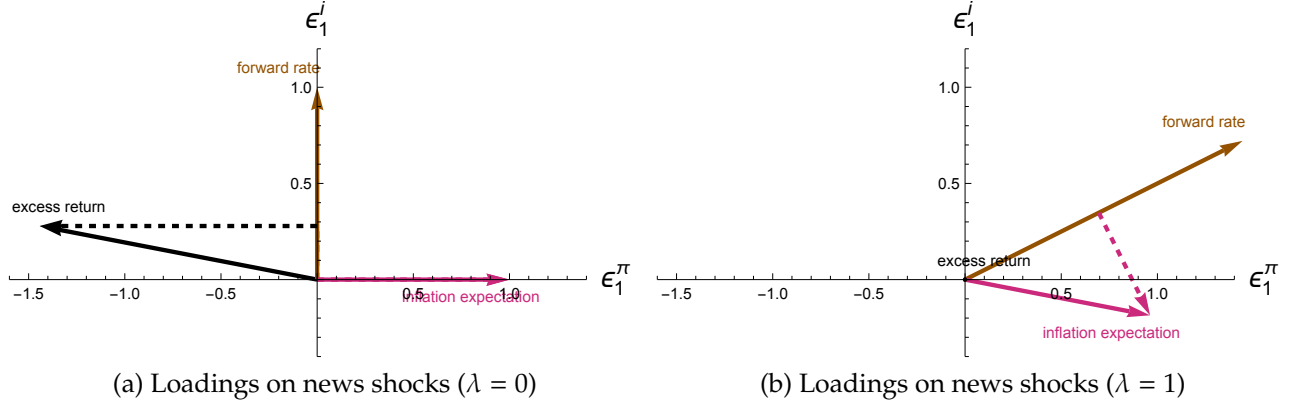 ϵ₁ⁱ
forward rate
1.0
0.5
excess return
−1.5
−1.0
−0.5
0.5
1.0
ϵ₁^π
inflation expectation
(a) Loadings on news shocks (λ = 0)
ϵ₁ⁱ
1.0
forward rate
0.5
excess return
−1.5
−1.0
−0.5
0.5
1.0
ϵ₁^π
inflation expectation
(b) Loadings on news shocks (λ = 1)